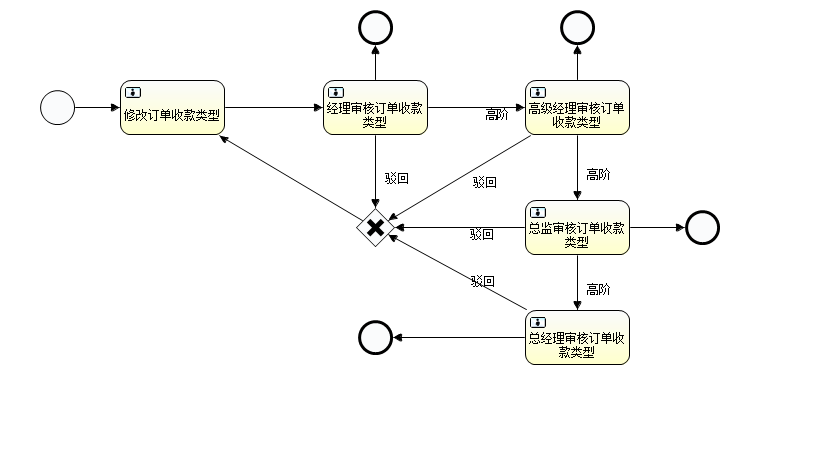 修改订单收款类型
经理审核订单收款
类型
高阶
高级经理审核订单
收款类型
驳回
驳回
高阶
总监审核订单收款
类型
驳回
驳回
高阶
总经理审核订单收
款类型